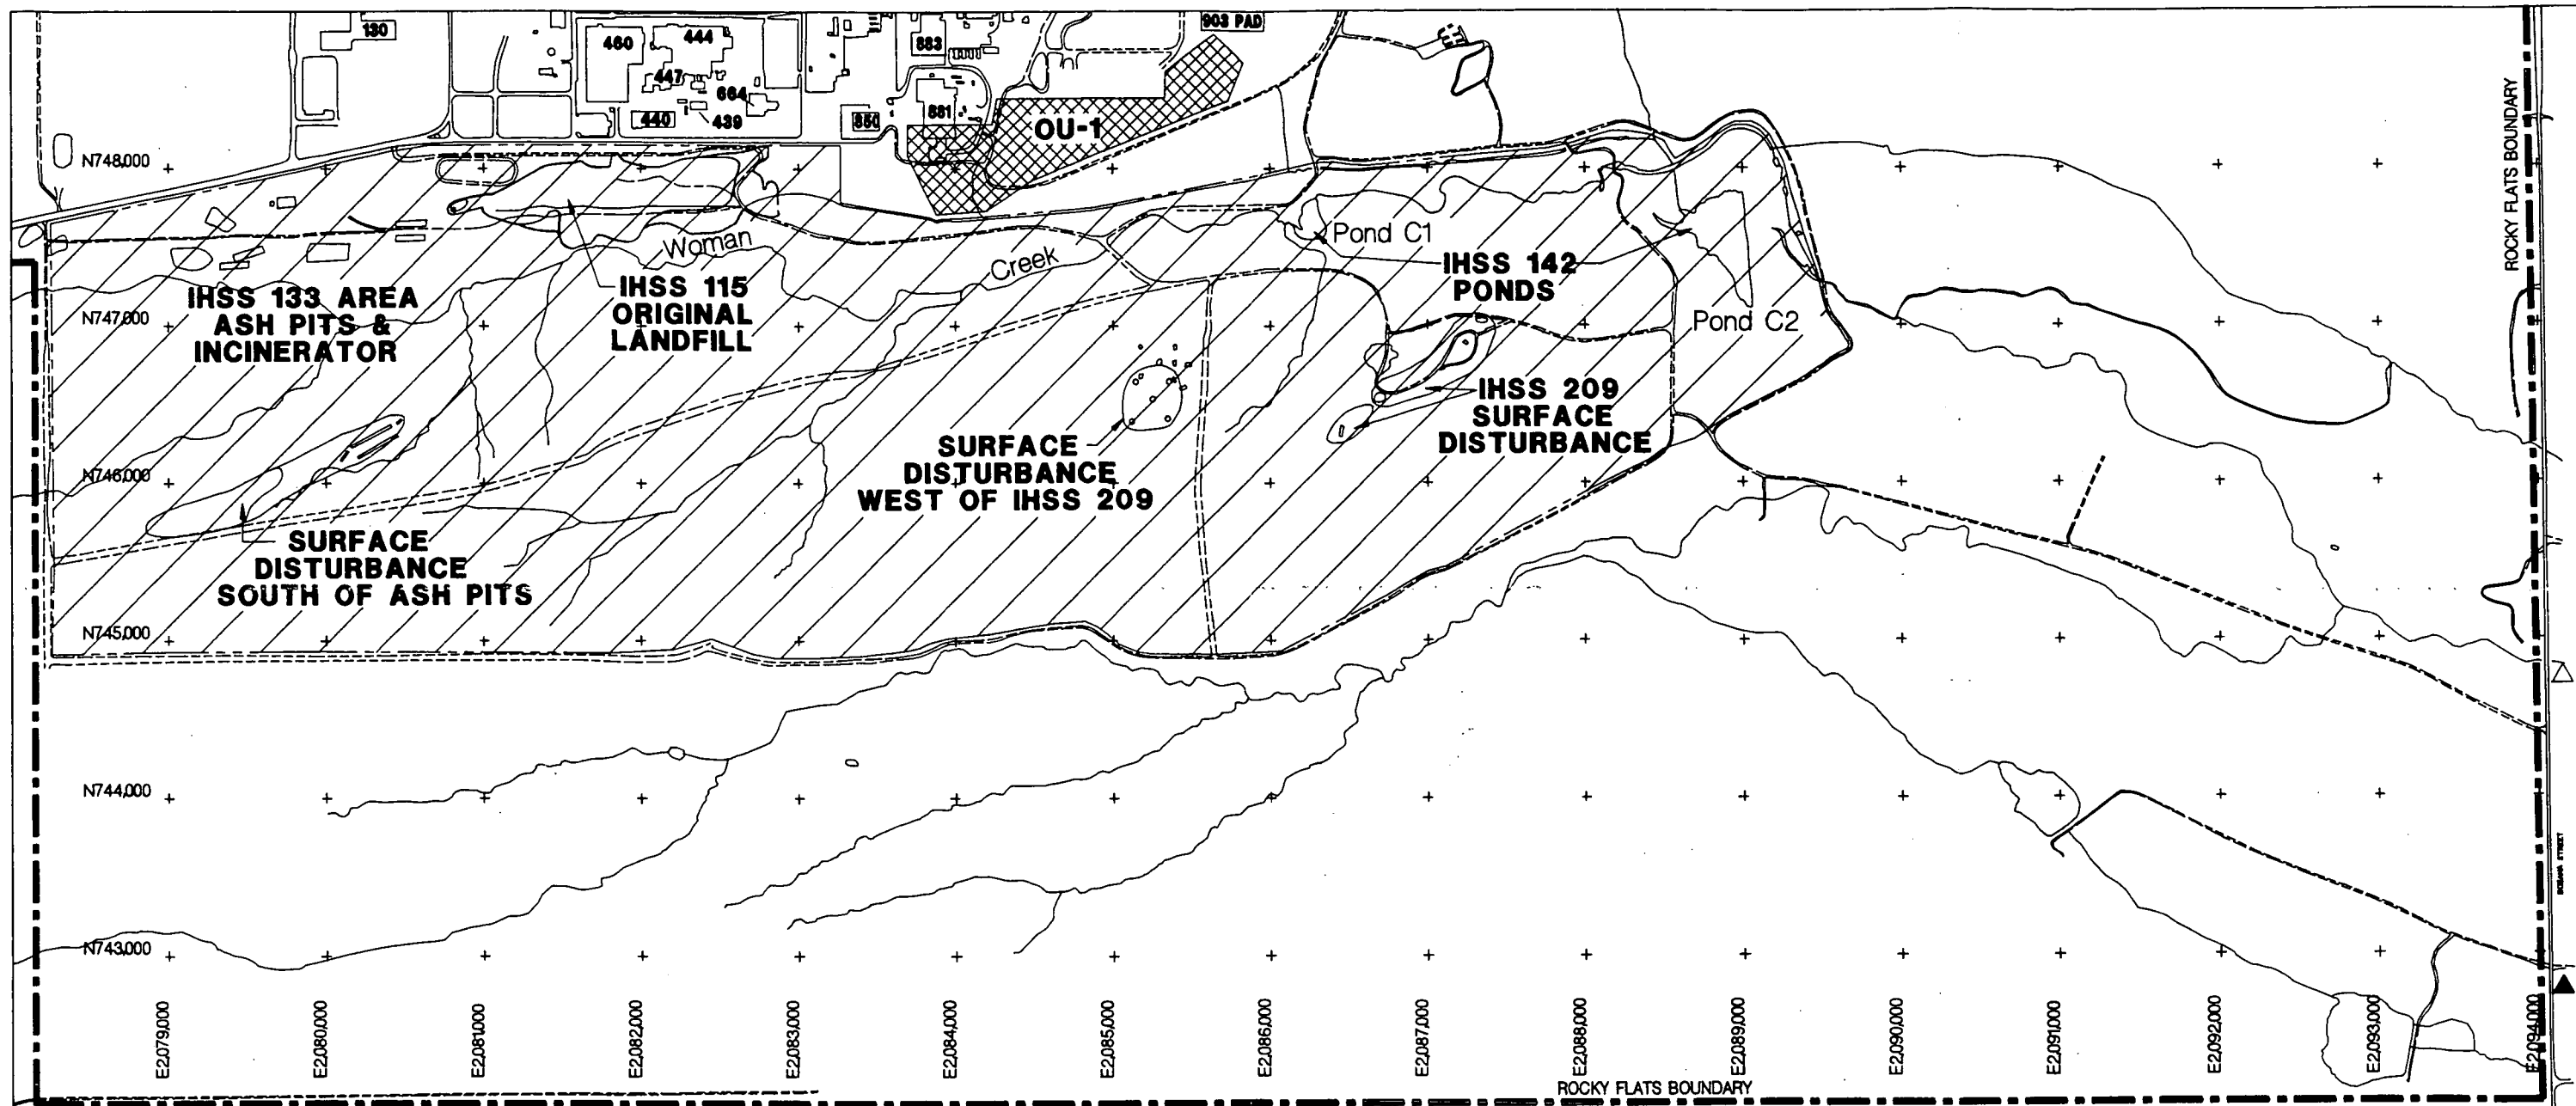 903 PAD
130
460
444
883
447
664
440
439
850
881
OU-1
ROCKY FLATS BOUNDARY
N748,000
Woman
Creek
Pond C1
IHSS 142
PONDS
IHSS 133 AREA
ASH PITS &
INCINERATOR
IHSS 115
ORIGINAL
LANDFILL
N747,000
Pond C2
IHSS 209
SURFACE
DISTURBANCE
SURFACE
DISTURBANCE
WEST OF IHSS 209
N746,000
SURFACE
DISTURBANCE
SOUTH OF ASH PITS
N745,000
N744,000
N743,000
E2,079,000
E2,080,000
E2,081,000
E2,082,000
E2,083,000
E2,084,000
E2,085,000
E2,086,000
E2,087,000
E2,088,000
E2,089,000
E2,090,000
E2,091,000
E2,092,000
E2,093,000
E2,094,000
ROCKY FLATS BOUNDARY